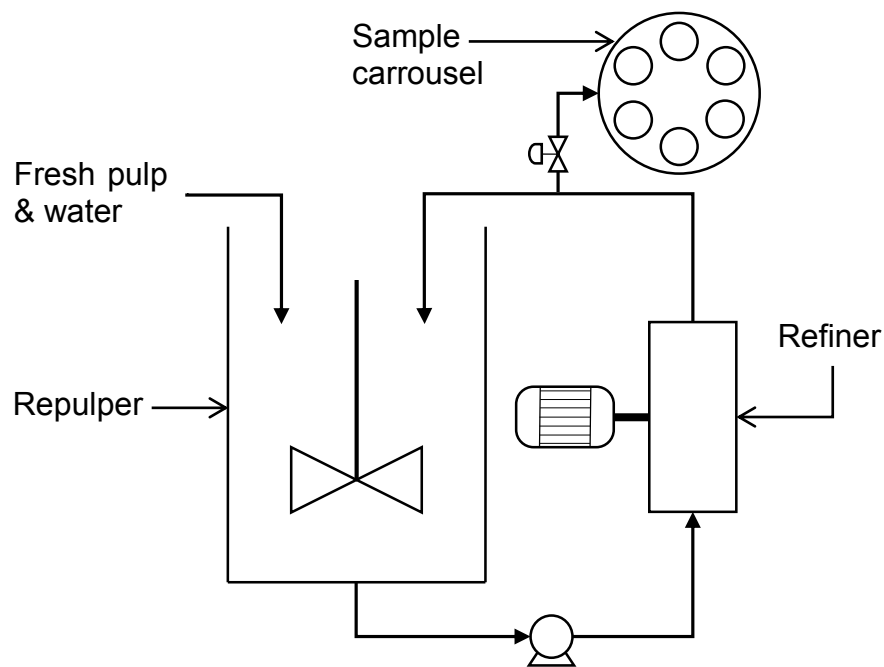 Sample
carrousel
Fresh pulp
& water
Refiner
Repulper